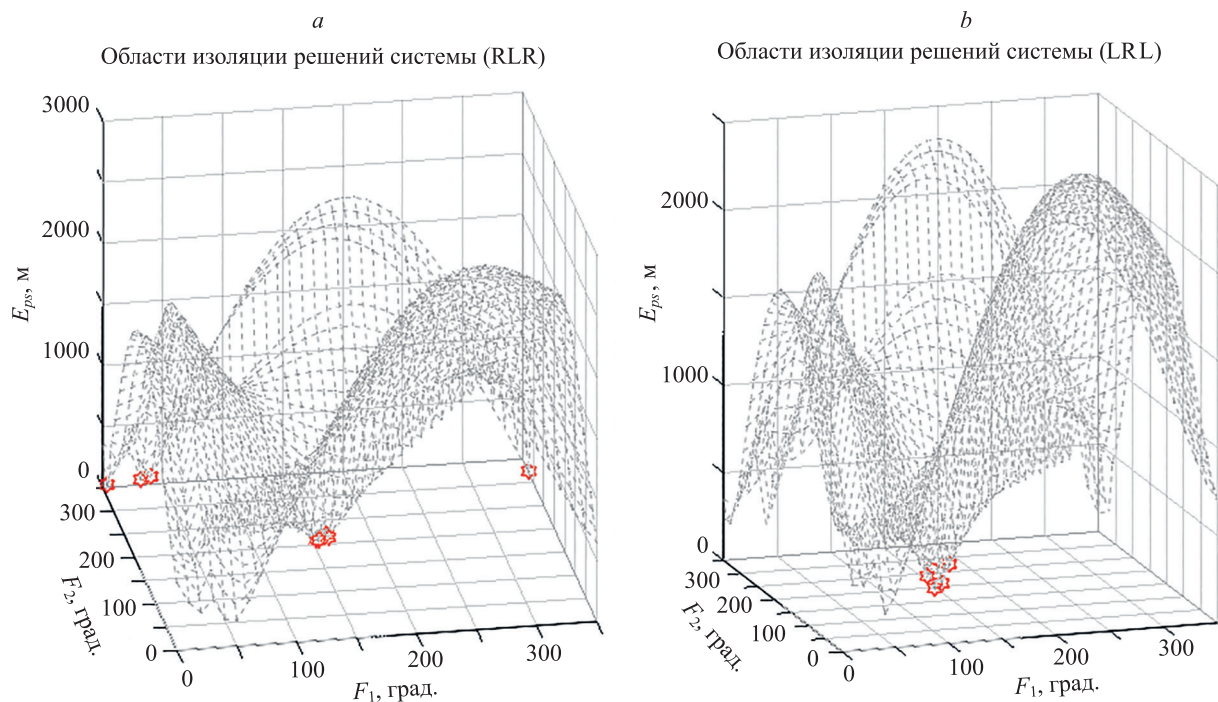 a
Области изоляции решений системы (RLR)
3000
2000
1000
0
E_ps, м
300
200
100
0
F_2, град.
0
100
200
300
F_1, град.
b
Области изоляции решений системы (LRL)
2000
1000
0
E_ps, м
300
200
100
0
F_2, град.
0
100
200
300
F_1, град.